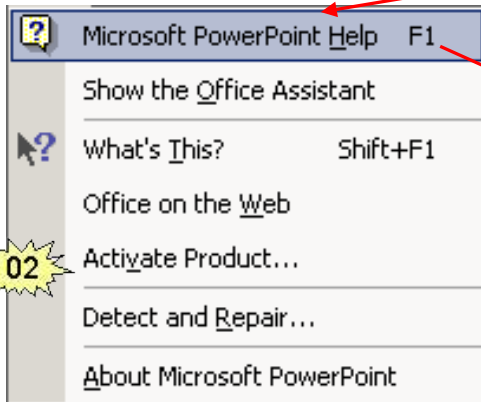 Microsoft PowerPoint Help F1
Show the Office Assistant
What's This? Shift+F1
Office on the Web
02 Activate Product...
Detect and Repair...
About Microsoft PowerPoint